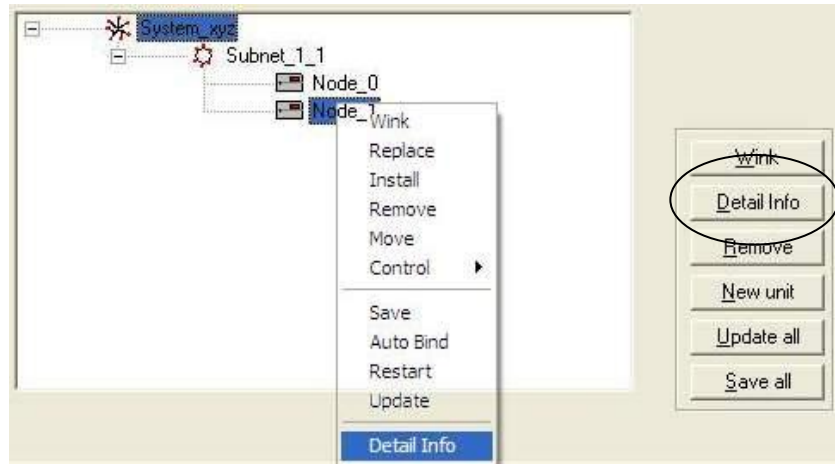 System_xyz
Subnet_1_1
Node_0
Node_1
Wink
Replace
Install
Remove
Move
Control
Save
Auto Bind
Restart
Update
Detail Info
Wink
Detail Info
Remove
New unit
Update all
Save all